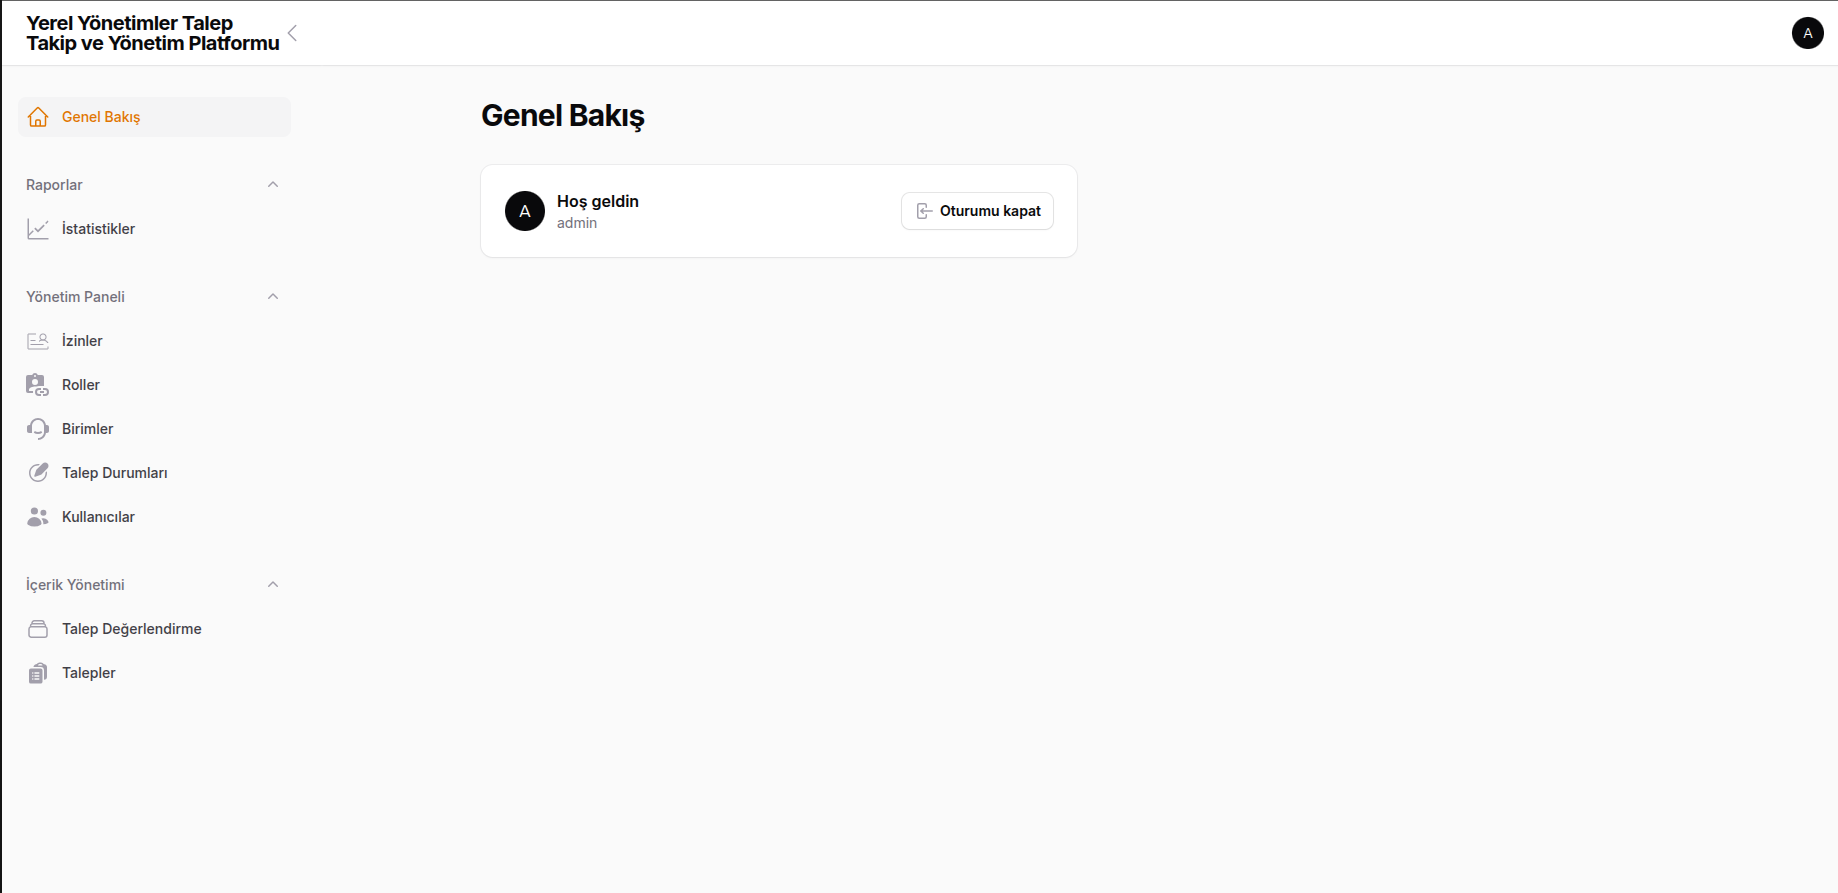 Yerel Yönetimler Talep
Takip ve Yönetim Platformu
A
Genel Bakış
Raporlar
İstatistikler
Yönetim Paneli
İzinler
Roller
Birimler
Talep Durumları
Kullanıcılar
İçerik Yönetimi
Talep Değerlendirme
Talepler
Genel Bakış
A
Hoş geldin
admin
Oturumu kapat